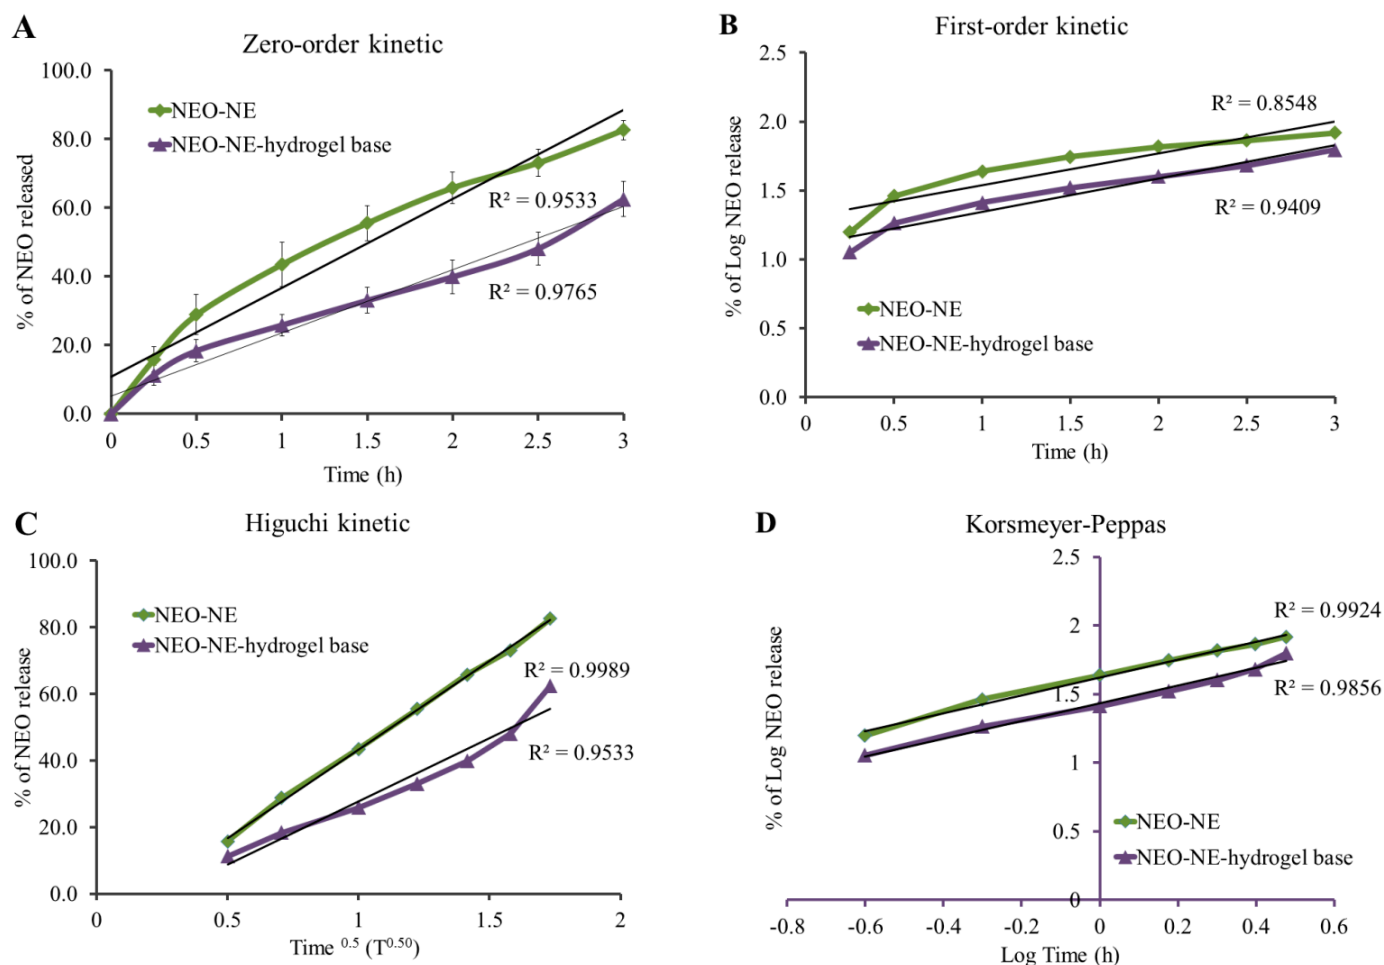 A
Zero-order kinetic
100.0
80.0
60.0
40.0
20.0
0.0
% of NEO released
NEO-NE
NEO-NE-hydrogel base
R² = 0.9533
R² = 0.9765
0 0.5 1 1.5 2 2.5 3
Time (h)
B
First-order kinetic
2.5
2.0
1.5
1.0
0.5
0.0
% of Log NEO release
R² = 0.8548
R² = 0.9409
NEO-NE
NEO-NE-hydrogel base
0 0.5 1 1.5 2 2.5 3
Time (h)
C
Higuchi kinetic
100.0
80.0
60.0
40.0
20.0
0.0
% of NEO release
NEO-NE
NEO-NE-hydrogel base
R² = 0.9989
R² = 0.9533
0 0.5 1 1.5 2
Time ⁰·⁵ (T⁰·⁵⁰)
D
Korsmeyer-Peppas
2.5
2
1.5
1
0.5
0
% of Log NEO release
R² = 0.9924
R² = 0.9856
NEO-NE
NEO-NE-hydrogel base
-0.8 -0.6 -0.4 -0.2 0 0.2 0.4 0.6
Log Time (h)